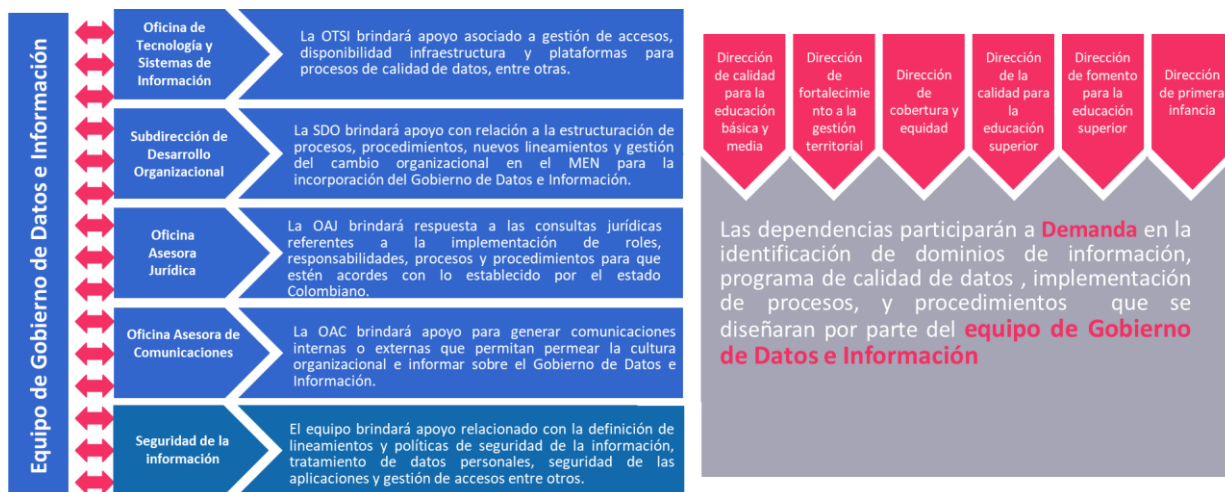 Equipo de Gobierno de Datos e Información
Oficina de
Tecnología y
Sistemas de
Información
La OTSI brindará apoyo asociado a gestión de accesos,
disponibilidad infraestructura y plataformas para
procesos de calidad de datos, entre otras.
Subdirección de
Desarrollo
Organizacional
La SDO brindará apoyo con relación a la estructuración de
procesos, procedimientos, nuevos lineamientos y gestión
del cambio organizacional en el MEN para la
incorporación del Gobierno de Datos e Información.
Oficina
Asesora
Jurídica
La OAJ brindará respuesta a las consultas jurídicas
referentes a la implementación de roles,
responsabilidades, procesos y procedimientos para que
estén acordes con lo establecido por el estado
Colombiano.
Oficina Asesora de
Comunicaciones
La OAC brindará apoyo para generar comunicaciones
internas o externas que permitan permear la cultura
organizacional e informar sobre el Gobierno de Datos e
Información.
Seguridad de la
información
El equipo brindará apoyo relacionado con la definición de
lineamientos y políticas de seguridad de la información,
tratamiento de datos personales, seguridad de las
aplicaciones y gestión de accesos entre otros.
Dirección
de calidad
para la
educación
básica y
media
Dirección
de
fortalecimie
nto a la
gestión
territorial
Dirección
de
cobertura y
equidad
Dirección
de la
calidad para
la
educación
superior
Dirección
de fomento
para la
educación
superior
Dirección
de primera
infancia
Las dependencias participarán a Demanda en la
identificación de dominios de información,
programa de calidad de datos , implementación
de procesos, y procedimientos que se
diseñaran por parte del equipo de Gobierno
de Datos e Información